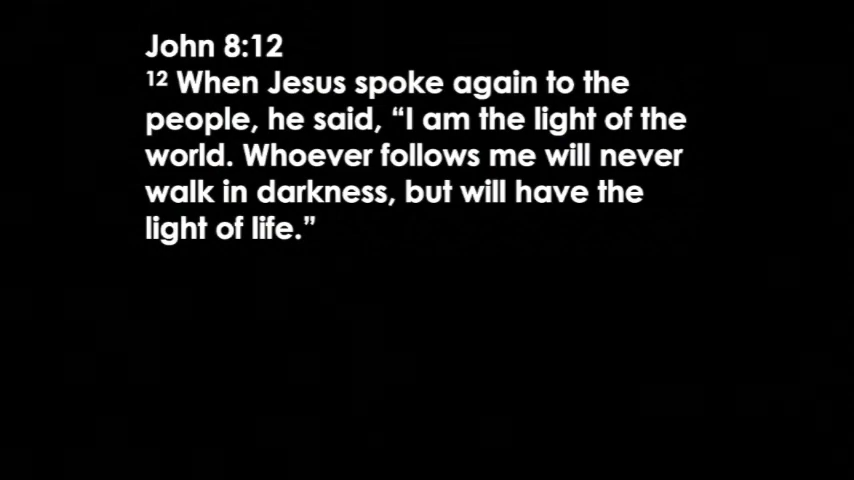 John 8:12
12 When Jesus spoke again to the
people, he said, “I am the light of the
world. Whoever follows me will never
walk in darkness, but will have the
light of life.”